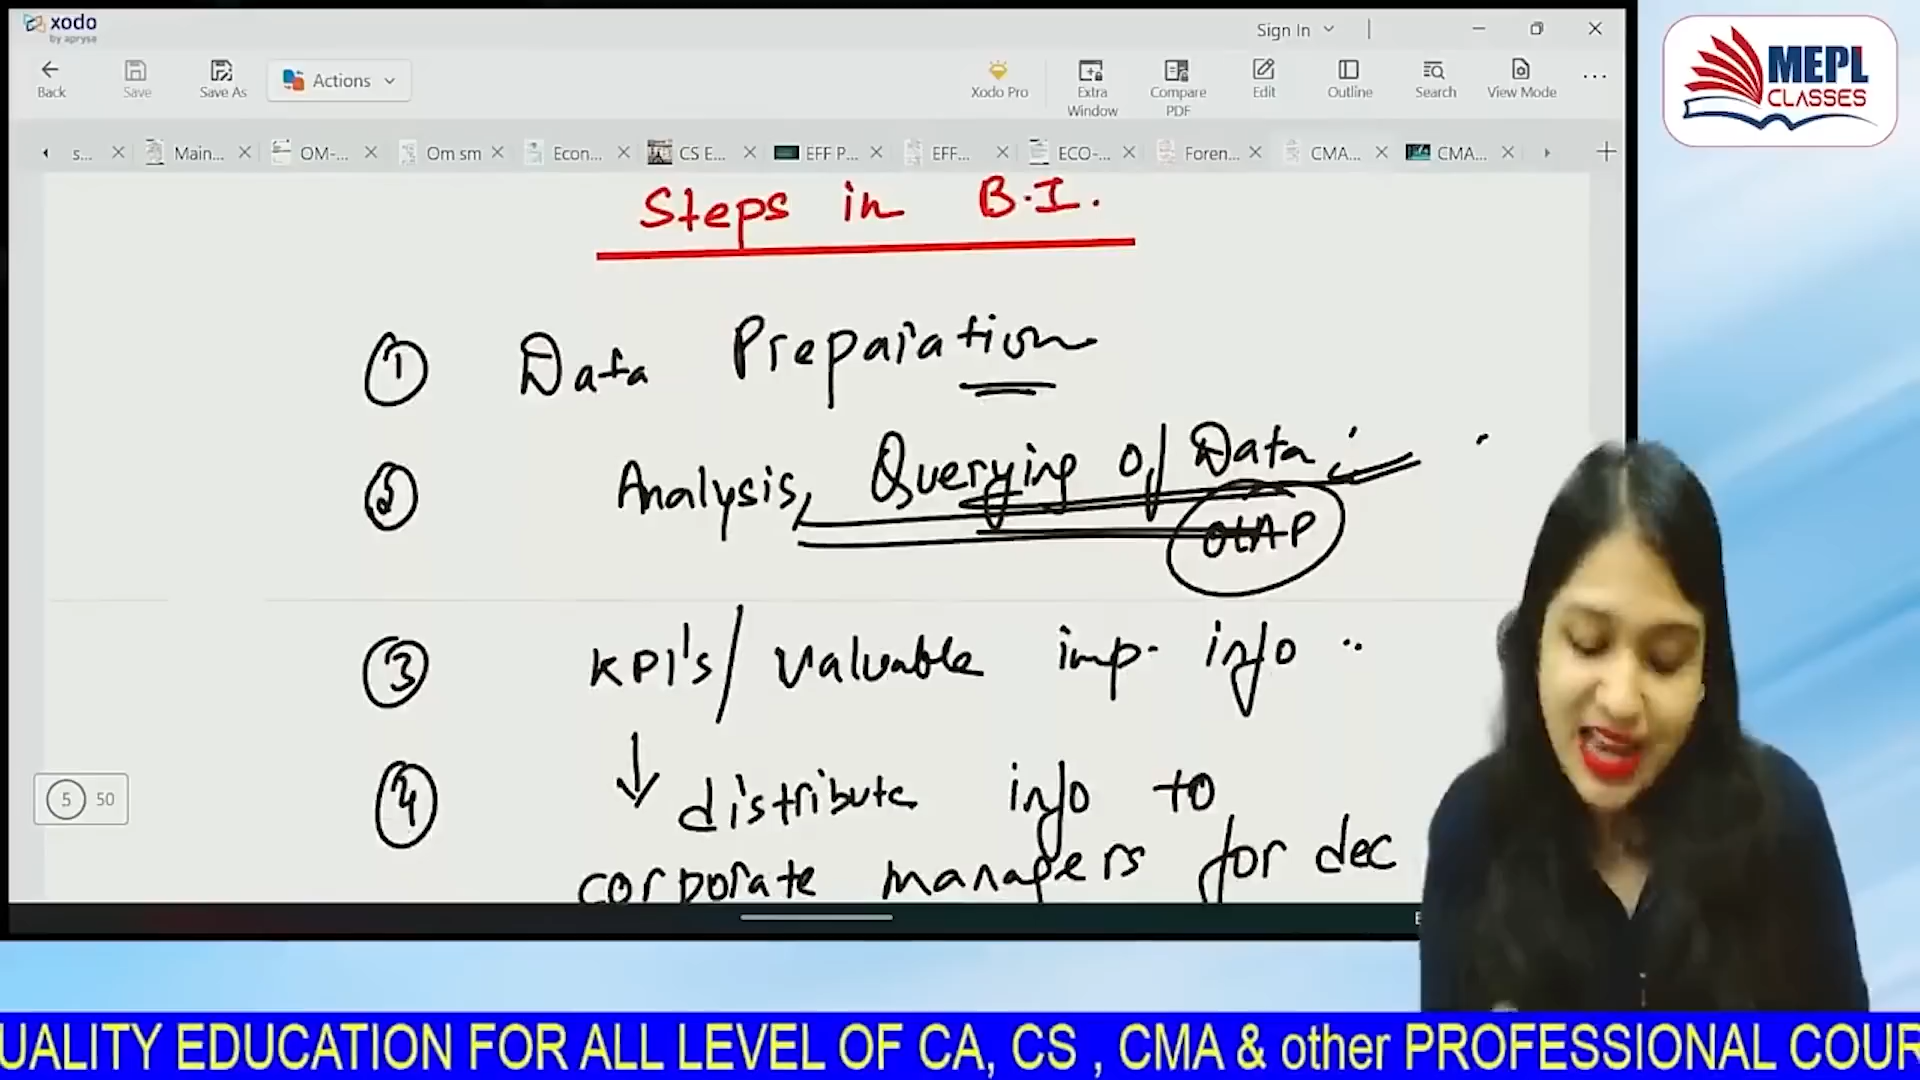 xodo
by apryse
Sign In
Back
Save
Save As
Actions
Xodo Pro
Extra Window
Compare PDF
Edit
Outline
Search
View Mode
s...
Main...
OM-...
Om sm
Econ...
CS E...
EFF P...
EFF...
ECO-...
Foren...
CMA...
CMA...
MEPL
CLASSES
Steps in B.I.
1 Data Preparation
2 Analysis, Querying of Data
OLAP
3 KPI's/ valuable imp. info
4 distribute info to
corporate managers for dec
5 50
UALITY EDUCATION FOR ALL LEVEL OF CA, CS , CMA & other PROFESSIONAL COUR